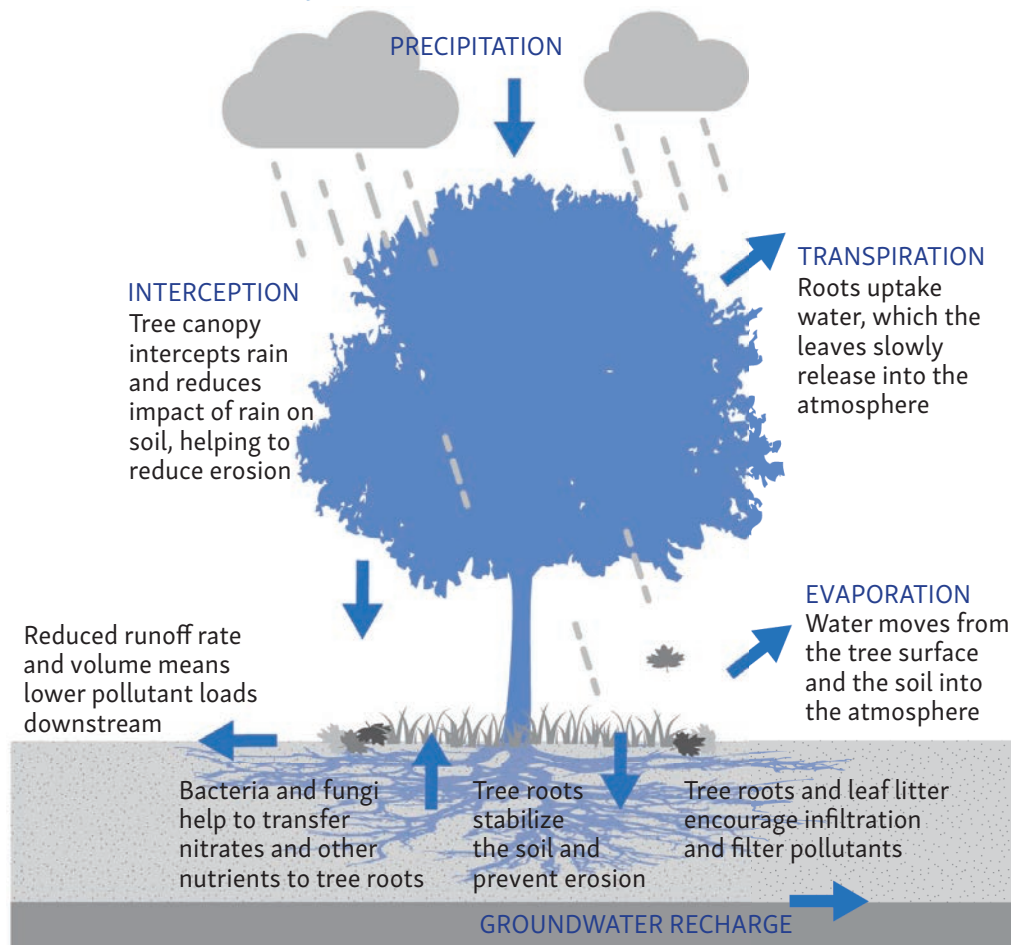 PRECIPITATION
INTERCEPTION
Tree canopy
intercepts rain
and reduces
impact of rain on
soil, helping to
reduce erosion
TRANSPIRATION
Roots uptake
water, which the
leaves slowly
release into the
atmosphere
EVAPORATION
Water moves from
the tree surface
and the soil into
the atmosphere
Reduced runoff rate
and volume means
lower pollutant loads
downstream
Bacteria and fungi
help to transfer
nitrates and other
nutrients to tree roots
Tree roots
stabilize
the soil and
prevent erosion
Tree roots and leaf litter
encourage infiltration
and filter pollutants
GROUNDWATER RECHARGE